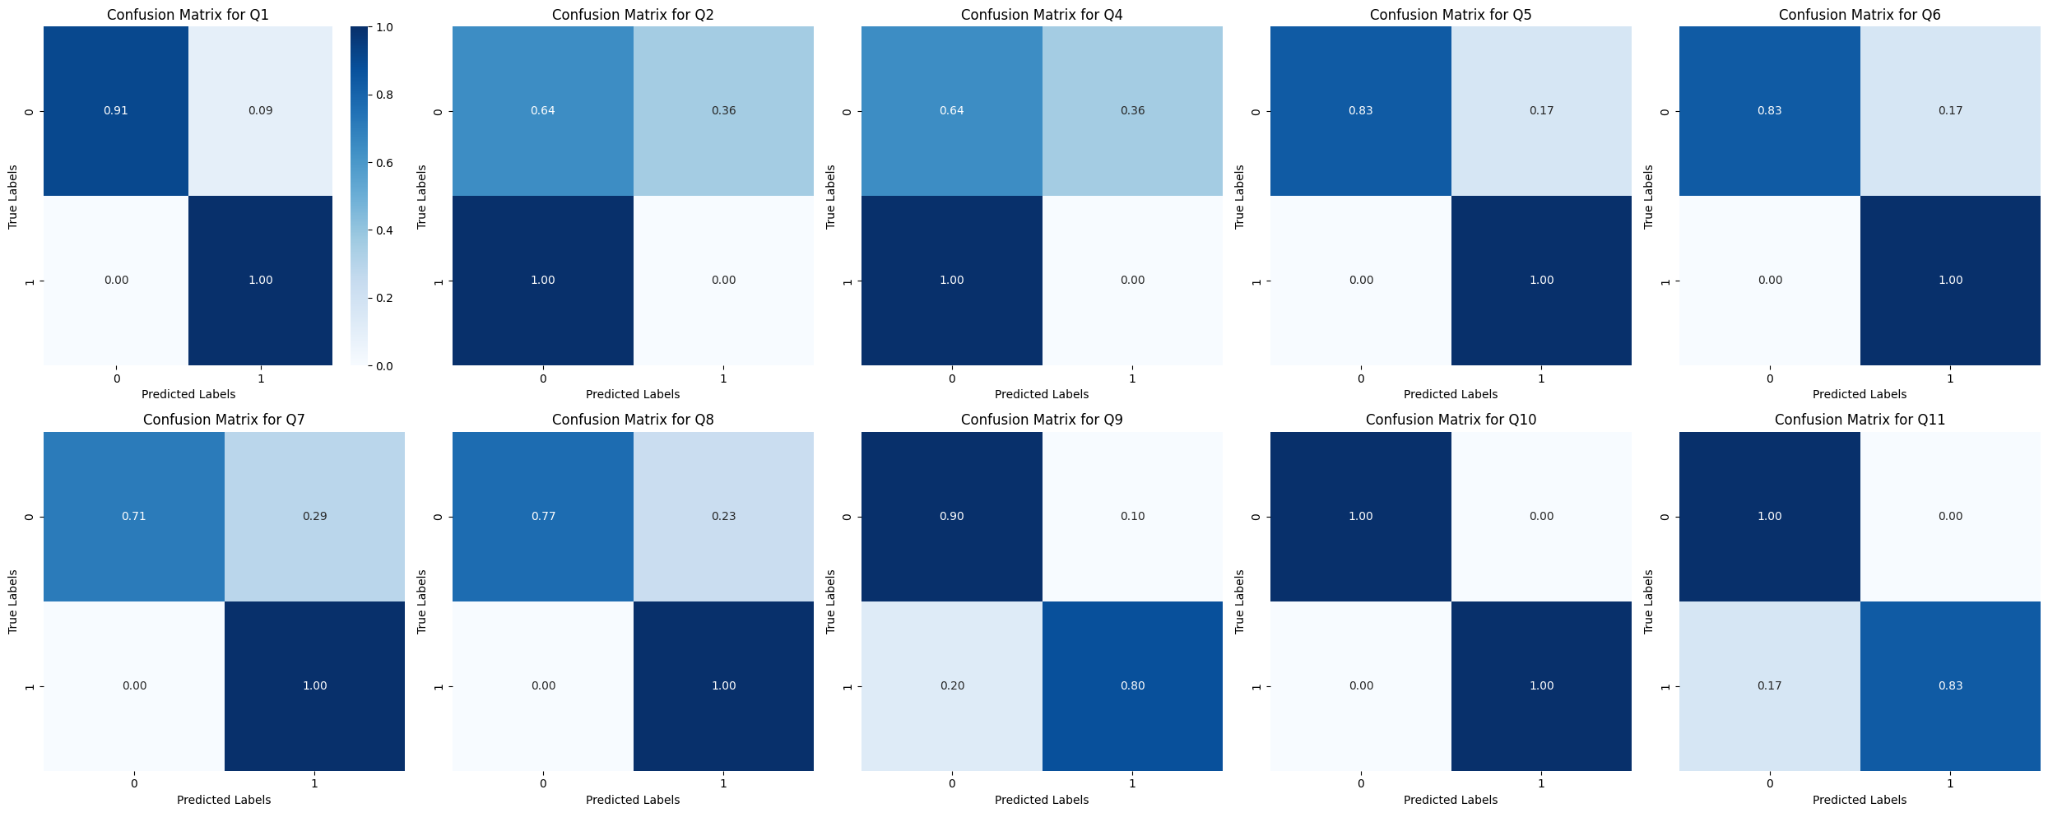 Confusion Matrix for Q1
True Labels
0
0.91
0.09
1
0.00
1.00
0
1
Predicted Labels
1.0
0.8
0.6
0.4
0.2
0.0
Confusion Matrix for Q2
True Labels
0
0.64
0.36
1
1.00
0.00
0
1
Predicted Labels
Confusion Matrix for Q4
True Labels
0
0.64
0.36
1
1.00
0.00
0
1
Predicted Labels
Confusion Matrix for Q5
True Labels
0
0.83
0.17
1
0.00
1.00
0
1
Predicted Labels
Confusion Matrix for Q6
True Labels
0
0.83
0.17
1
0.00
1.00
0
1
Predicted Labels
Confusion Matrix for Q7
True Labels
0
0.71
0.29
1
0.00
1.00
0
1
Predicted Labels
Confusion Matrix for Q8
True Labels
0
0.77
0.23
1
0.00
1.00
0
1
Predicted Labels
Confusion Matrix for Q9
True Labels
0
0.90
0.10
1
0.20
0.80
0
1
Predicted Labels
Confusion Matrix for Q10
True Labels
0
1.00
0.00
1
0.00
1.00
0
1
Predicted Labels
Confusion Matrix for Q11
True Labels
0
1.00
0.00
1
0.17
0.83
0
1
Predicted Labels